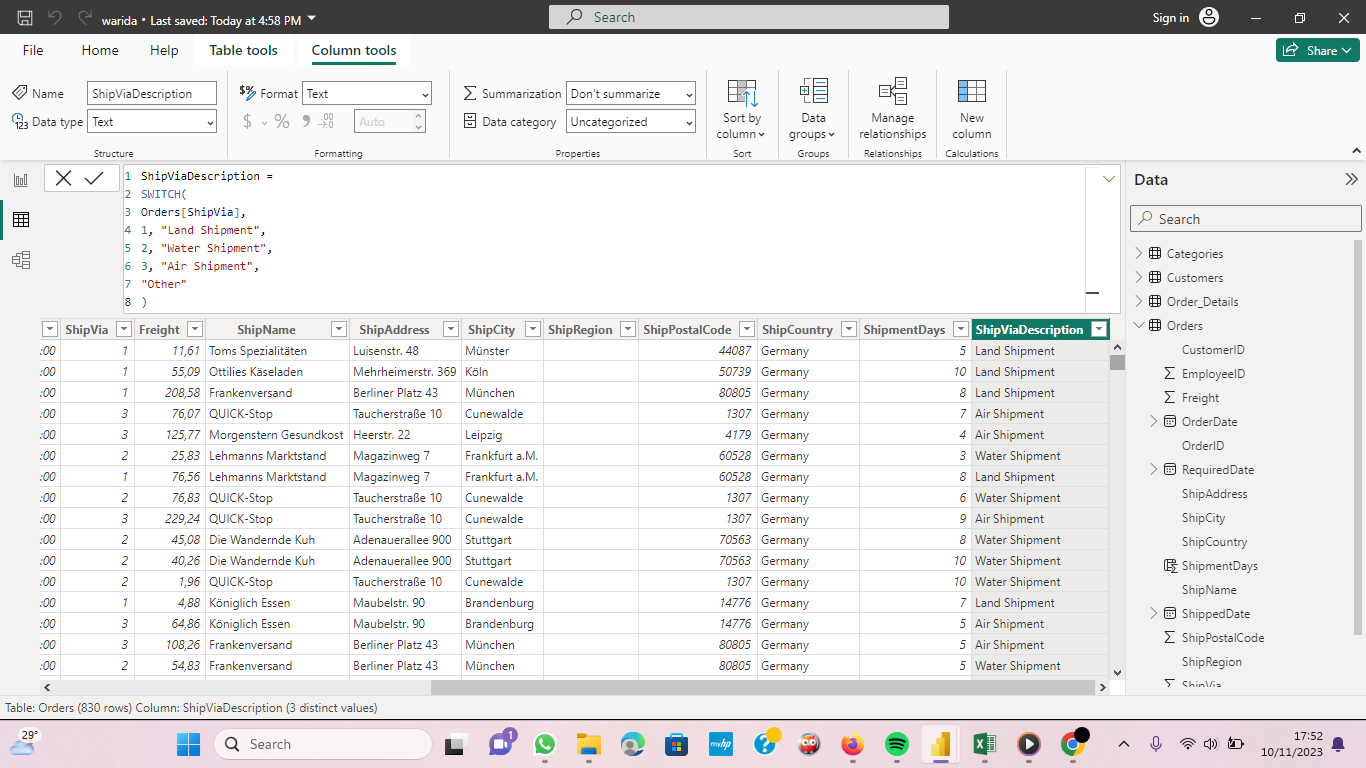 warida • Last saved: Today at 4:58 PM
Search
Sign in
File Home Help Table tools Column tools
Share
Name ShipViaDescription
Data type Text
Structure
$% Format Text
$ % 9 .00 Auto
Formatting
Summarization Don't summarize
Data category Uncategorized
Properties
Sort by column
Sort
Data groups
Groups
Manage relationships
Relationships
New column
Calculations
1 ShipViaDescription =
2 SWITCH(
3 Orders[ShipVia],
4 1, "Land Shipment",
5 2, "Water Shipment",
6 3, "Air Shipment",
7 "Other"
8 )
ShipVia Freight ShipName ShipAddress ShipCity ShipRegion ShipPostalCode ShipCountry ShipmentDays ShipViaDescription
:00 1 11,61 Toms Spezialitäten Luisenstr. 48 Münster 44087 Germany 5 Land Shipment
:00 1 55,09 Ottilies Käseladen Mehrheimerstr. 369 Köln 50739 Germany 10 Land Shipment
:00 1 208,58 Frankenversand Berliner Platz 43 München 80805 Germany 8 Land Shipment
:00 3 76,07 QUICK-Stop Taucherstraße 10 Cunewalde 1307 Germany 7 Air Shipment
:00 3 125,77 Morgenstern Gesundkost Heerstr. 22 Leipzig 4179 Germany 4 Air Shipment
:00 2 25,83 Lehmanns Marktstand Magazinweg 7 Frankfurt a.M. 60528 Germany 3 Water Shipment
:00 1 76,56 Lehmanns Marktstand Magazinweg 7 Frankfurt a.M. 60528 Germany 8 Land Shipment
:00 2 76,83 QUICK-Stop Taucherstraße 10 Cunewalde 1307 Germany 6 Water Shipment
:00 3 229,24 QUICK-Stop Taucherstraße 10 Cunewalde 1307 Germany 9 Air Shipment
:00 2 45,08 Die Wandernde Kuh Adenauerallee 900 Stuttgart 70563 Germany 8 Water Shipment
:00 2 40,26 Die Wandernde Kuh Adenauerallee 900 Stuttgart 70563 Germany 10 Water Shipment
:00 2 1,96 QUICK-Stop Taucherstraße 10 Cunewalde 1307 Germany 10 Water Shipment
:00 1 4,88 Königlich Essen Maubelstr. 90 Brandenburg 14776 Germany 7 Land Shipment
:00 3 64,86 Königlich Essen Maubelstr. 90 Brandenburg 14776 Germany 5 Air Shipment
:00 3 108,26 Frankenversand Berliner Platz 43 München 80805 Germany 5 Air Shipment
:00 2 54,83 Frankenversand Berliner Platz 43 München 80805 Germany 5 Water Shipment
Data
Search
Categories
Customers
Order_Details
Orders
CustomerID
EmployeeID
Freight
OrderDate
OrderID
RequiredDate
ShipAddress
ShipCity
ShipCountry
ShipmentDays
ShipName
ShippedDate
ShipPostalCode
ShipRegion
ShipVia
Table: Orders (830 rows) Column: ShipViaDescription (3 distinct values)
29°
Search
1
myhp
17:52
10/11/2023